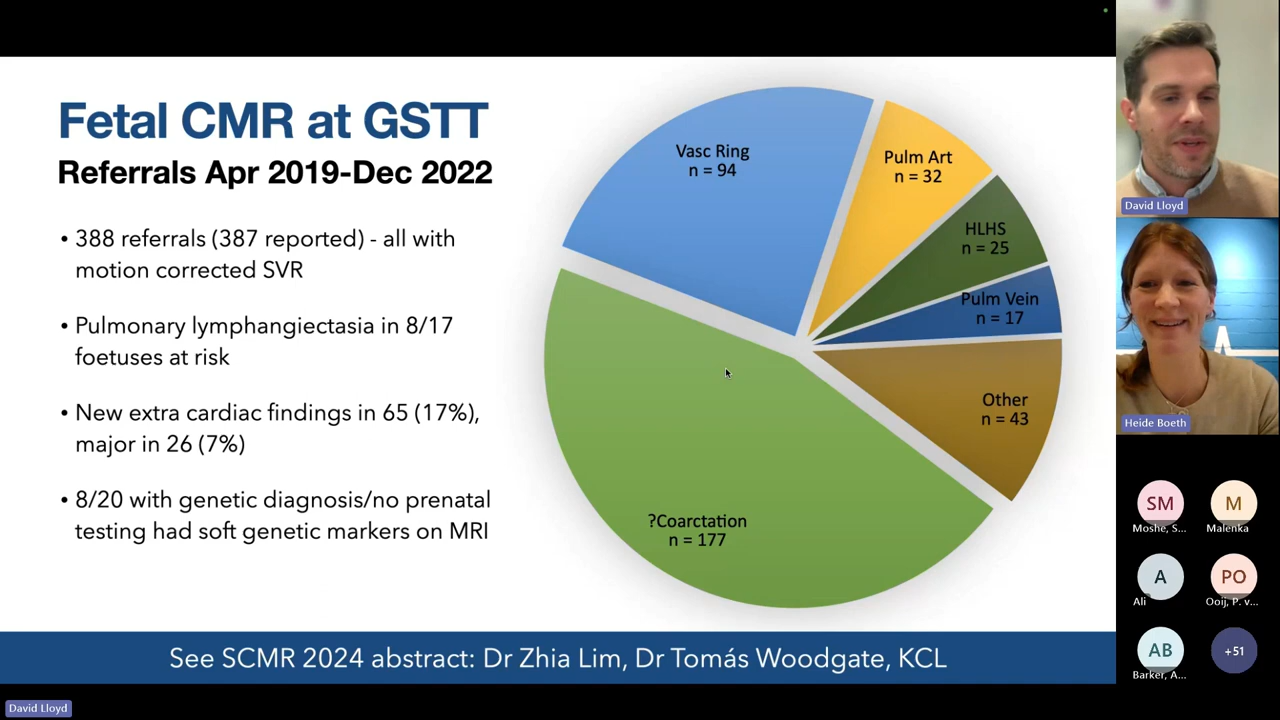 Fetal CMR at GSTT
Referrals Apr 2019-Dec 2022
• 388 referrals (387 reported) - all with
motion corrected SVR
• Pulmonary lymphangiectasia in 8/17
foetuses at risk
• New extra cardiac findings in 65 (17%),
major in 26 (7%)
• 8/20 with genetic diagnosis/no prenatal
testing had soft genetic markers on MRI
Vasc Ring
n = 94
Pulm Art
n = 32
HLHS
n = 25
Pulm Vein
n = 17
Other
n = 43
?Coarctation
n = 177
See SCMR 2024 abstract: Dr Zhia Lim, Dr Tomás Woodgate, KCL
David Lloyd
David Lloyd
Heide Boeth
SM
Moshe, S...
M
Malenka
A
Ali
PO
Ooij, P. v...
AB
Barker, A...
+51